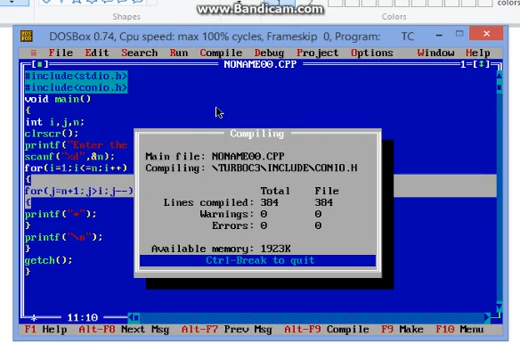 www.Bandicam.com
Shapes
Colors
DOSBox 0.74, Cpu speed: max 100% cycles, Frameskip 0, Program: TC
File Edit Search Run Compile Debug Project Options Window Help
NONAME00.CPP 1
#include<stdio.h>
#include<conio.h>
void main()
{
int i,j,n;
clrscr();
printf("Enter the
scanf("%d",&n);
for(i=1;i<=n;i++)
{
for(j=n+1;j>i;j--)
{
printf("*");
}
printf("\n");
}
getch();
}
Compiling
Main file: NONAME00.CPP
Compiling: \TURBOC3\INCLUDE\CONIO.H
Total File
Lines compiled: 384 384
Warnings: 0 0
Errors: 0 0
Available memory: 1923K
Ctrl-Break to quit
11:10
F1 Help Alt-F8 Next Msg Alt-F7 Prev Msg Alt-F9 Compile F9 Make F10 Menu